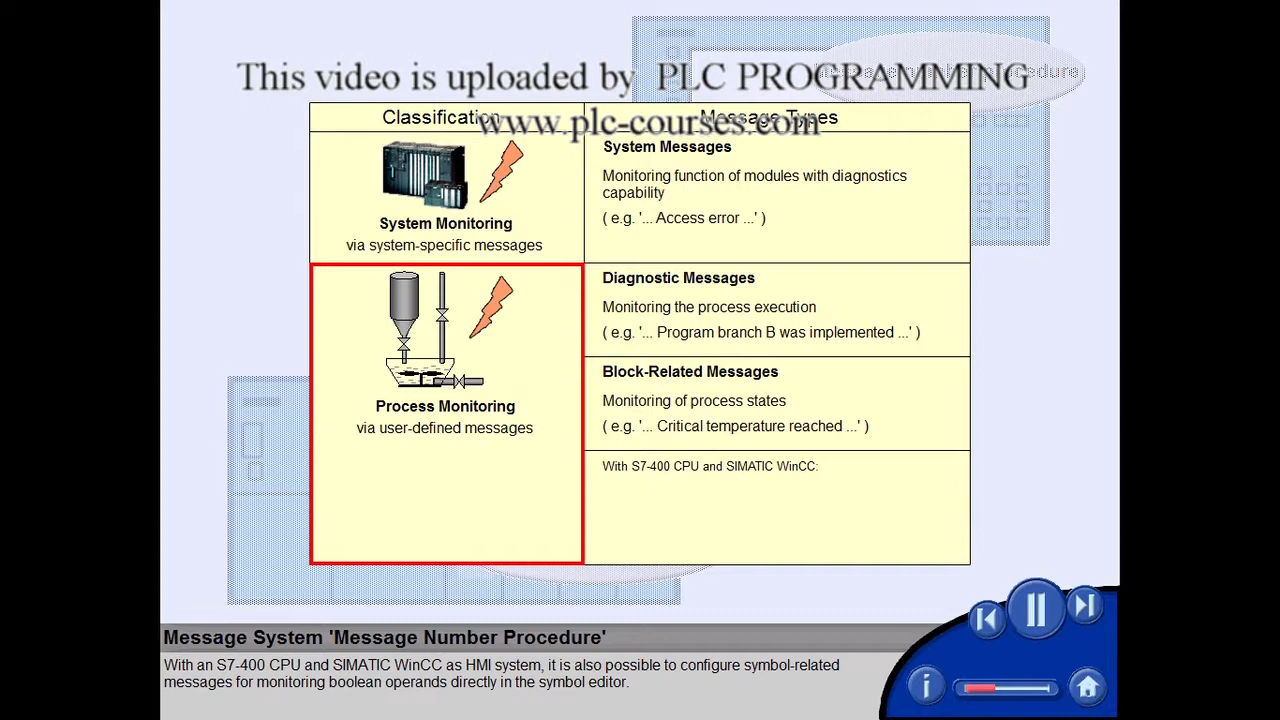 This video is uploaded by PLC PROGRAMMING
www.plc-courses.com
Classification
Message Types
System Messages
Monitoring function of modules with diagnostics
capability
( e.g. '... Access error ...' )
System Monitoring
via system-specific messages
Diagnostic Messages
Monitoring the process execution
( e.g. '... Program branch B was implemented ...' )
Block-Related Messages
Monitoring of process states
( e.g. '... Critical temperature reached ...' )
Process Monitoring
via user-defined messages
With S7-400 CPU and SIMATIC WinCC:
Message System 'Message Number Procedure'
With an S7-400 CPU and SIMATIC WinCC as HMI system, it is also possible to configure symbol-related
messages for monitoring boolean operands directly in the symbol editor.